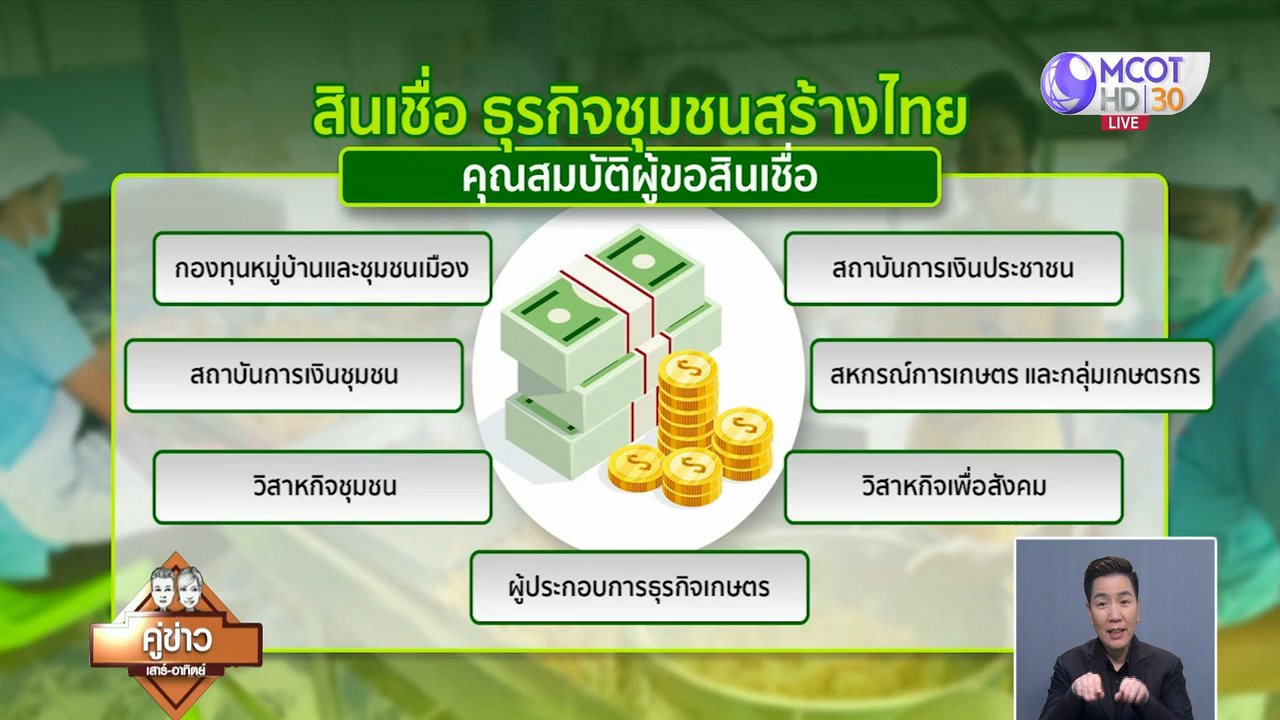 สินเชื่อ ธุรกิจชุมชนสร้างไทย
คุณสมบัติผู้ขอสินเชื่อ
MCOT
HD 30
LIVE
กองทุนหมู่บ้านและชุมชนเมือง
สถาบันการเงินประชาชน
สถาบันการเงินชุมชน
สหกรณ์การเกษตร และกลุ่มเกษตรกร
วิสาหกิจชุมชน
วิสาหกิจเพื่อสังคม
ผู้ประกอบการธุรกิจเกษตร
คู่ข่าว
เสาร์-อาทิตย์